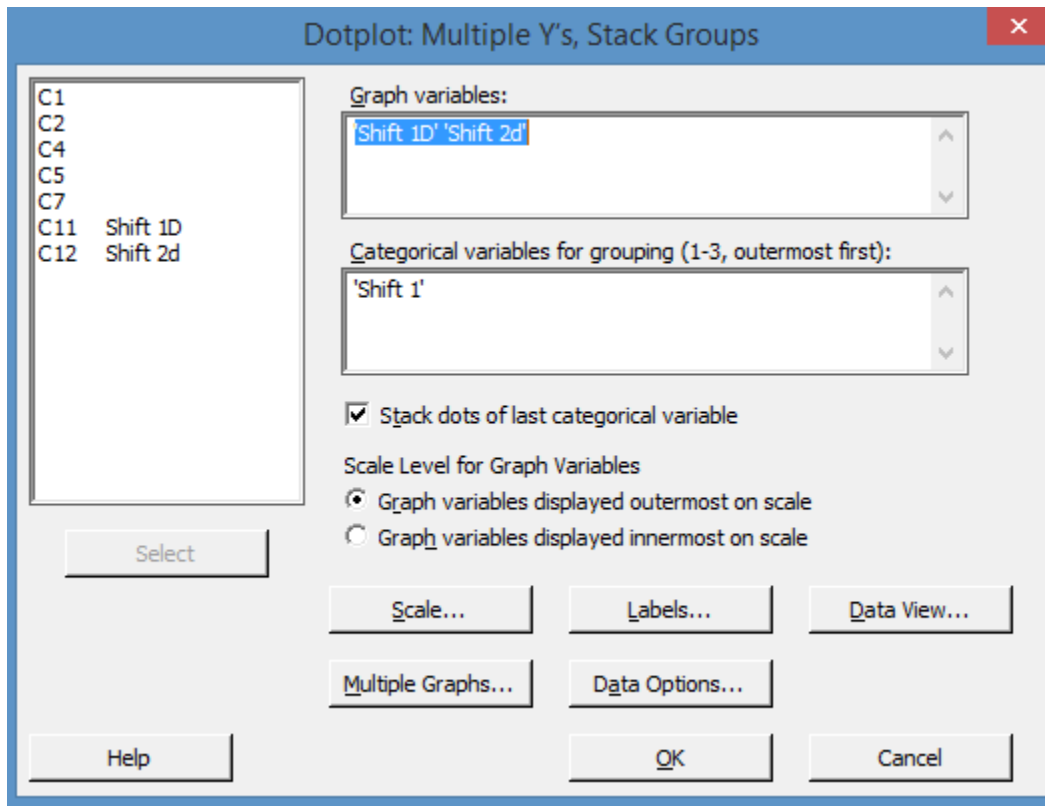 Dotplot: Multiple Y's, Stack Groups
C1
C2
C4
C5
C7
C11 Shift 1D
C12 Shift 2d
Select
Graph variables:
'Shift 1D' 'Shift 2d'
Categorical variables for grouping (1-3, outermost first):
'Shift 1'
Stack dots of last categorical variable
Scale Level for Graph Variables
Graph variables displayed outermost on scale
Graph variables displayed innermost on scale
Scale... Labels... Data View...
Multiple Graphs... Data Options...
Help OK Cancel